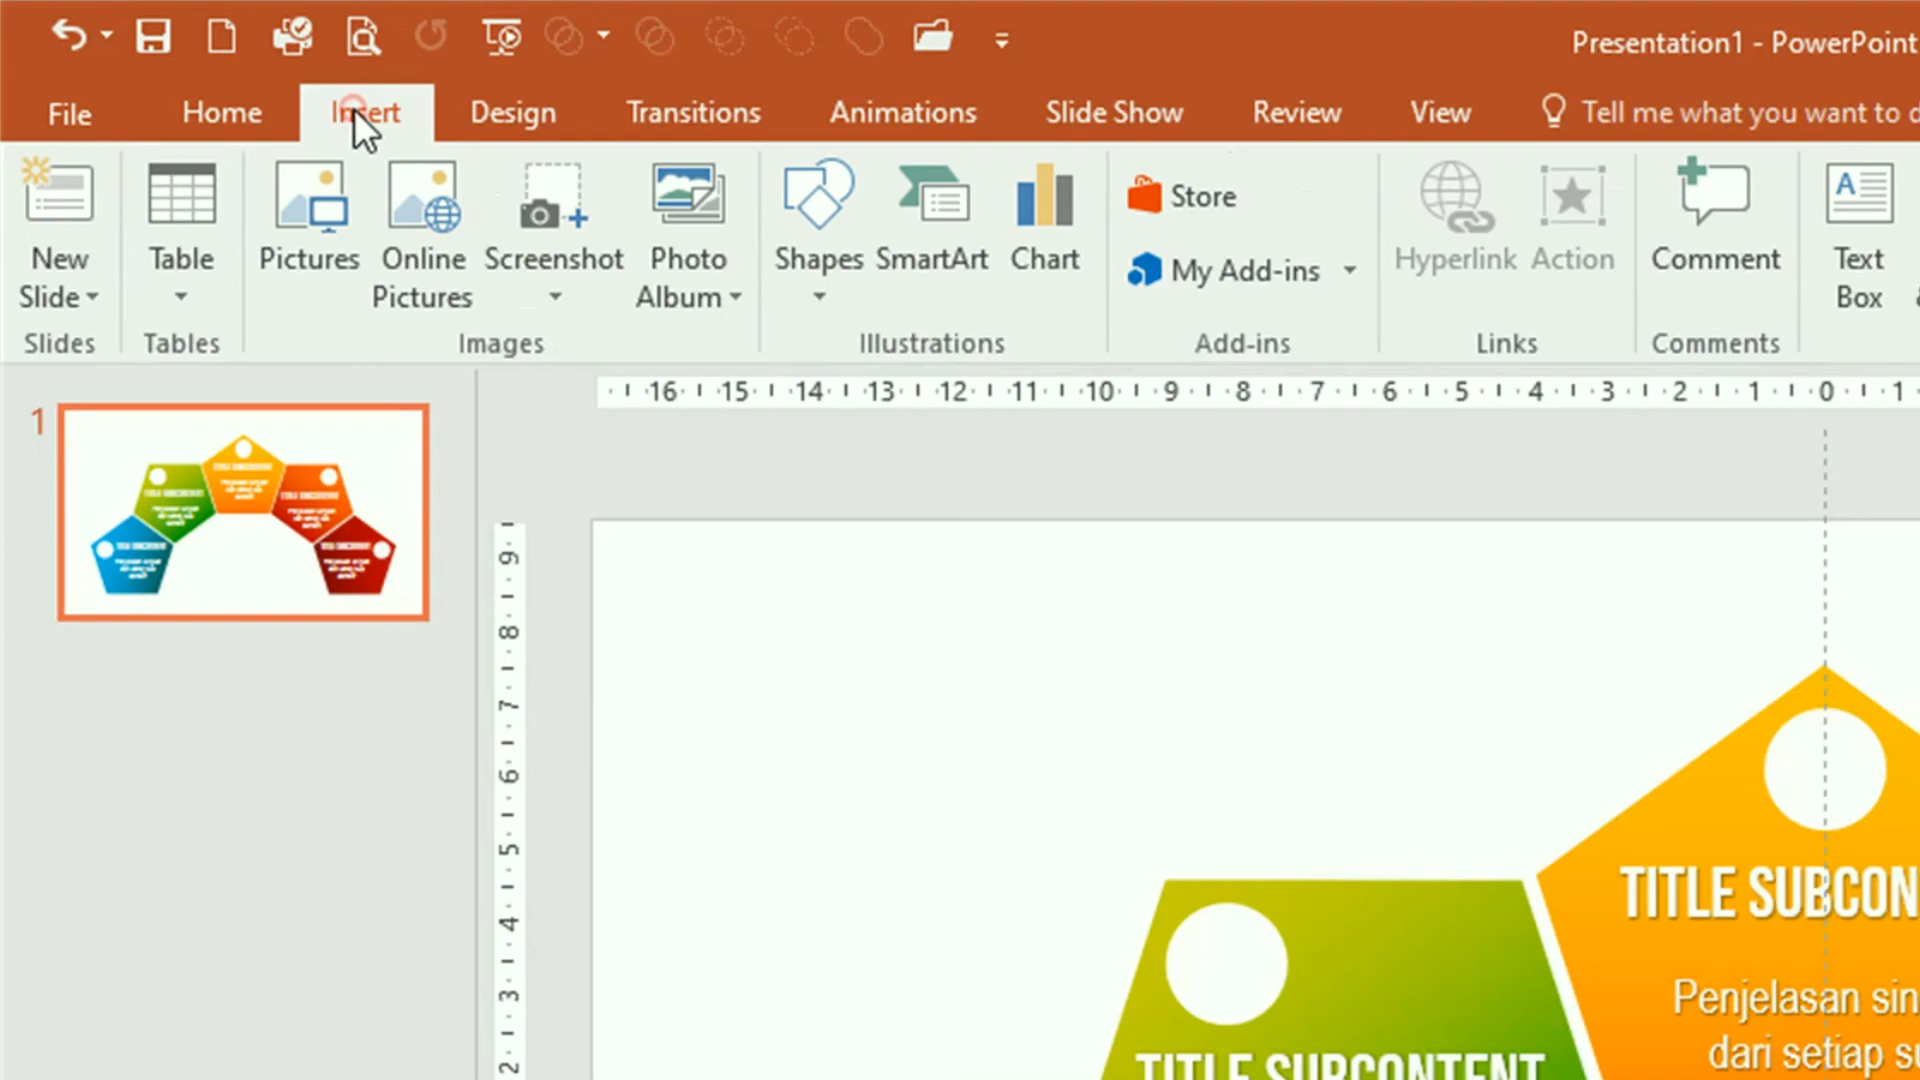 Presentation1 - PowerPoint
File Home Insert Design Transitions Animations Slide Show Review View Tell me what you want to d
New Slide Table Pictures Online Pictures Screenshot Photo Album Shapes SmartArt Chart Store My Add-ins Hyperlink Action Comment Text Box
Slides Tables Images Illustrations Add-ins Links Comments
16 15 14 13 12 11 10 9 8 7 6 5 4 3 2 1 0 1
1
9
8
7
6
5
4
3
2
TITLE SUBCON
Penjelasan sin
dari setiap su
TITLE SUBCONTENT